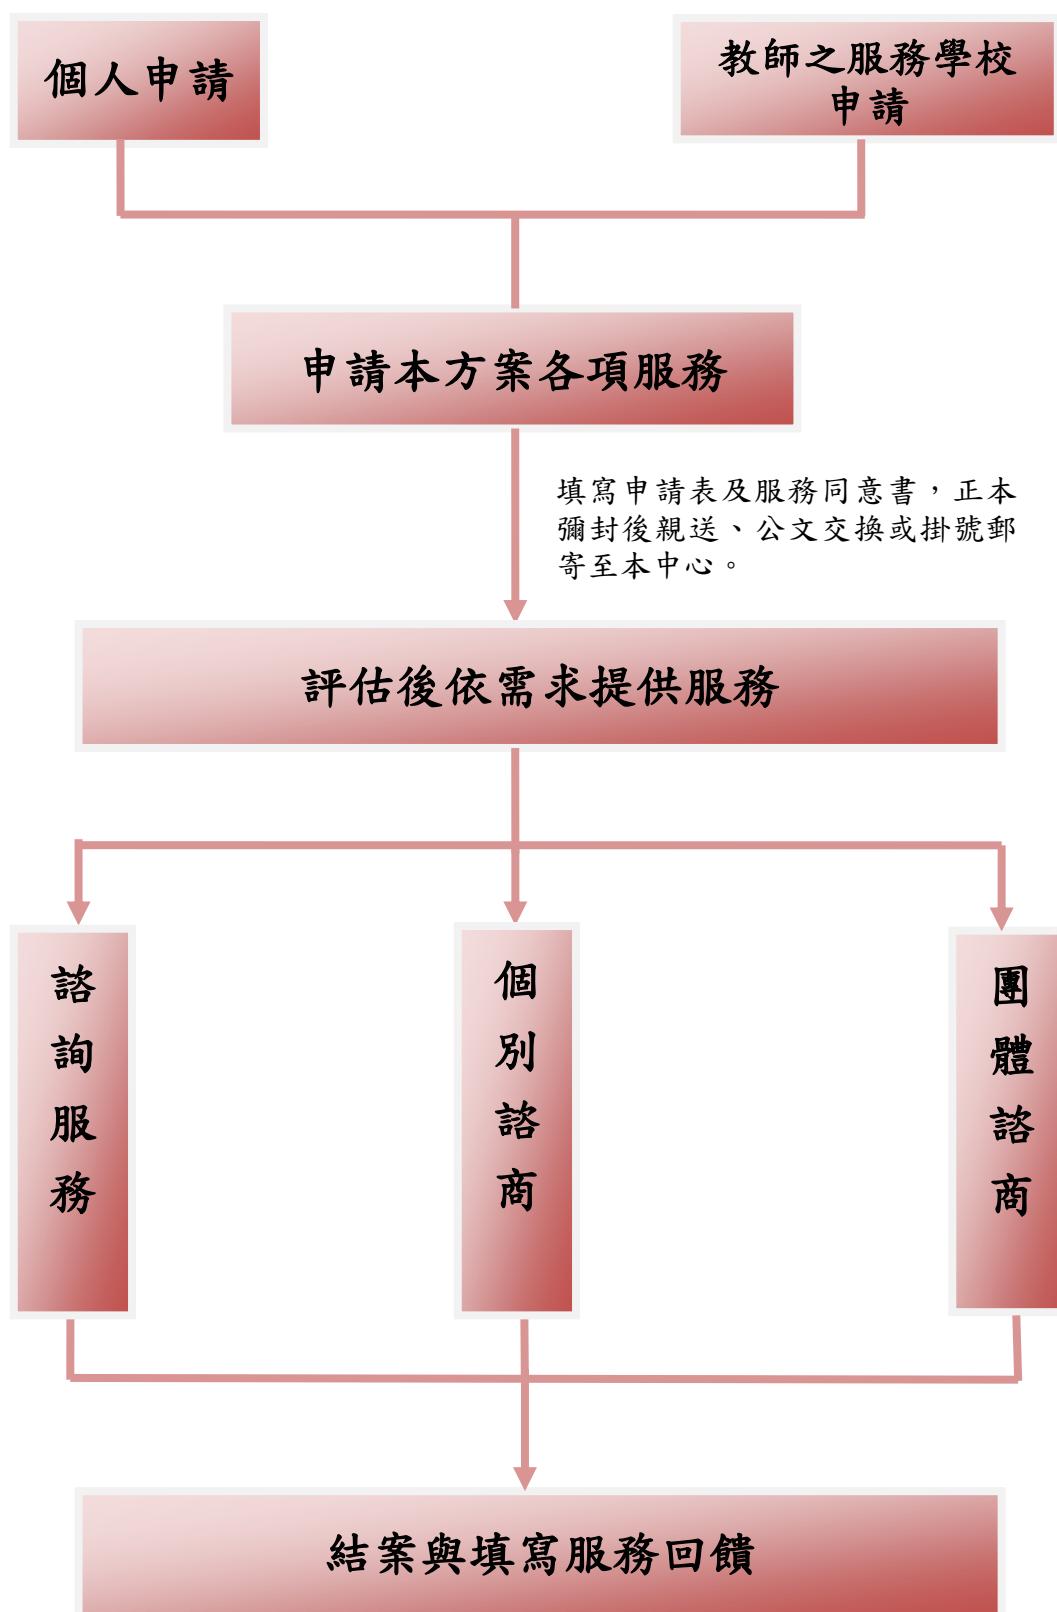 個人申請
教師之服務學校
申請
申請本方案各項服務
填寫申請表及服務同意書，正本
彌封後親送、公文交換或掛號郵
寄至本中心。
評估後依需求提供服務
諮詢服務
個別諮商
團體諮商
結案與填寫服務回饋